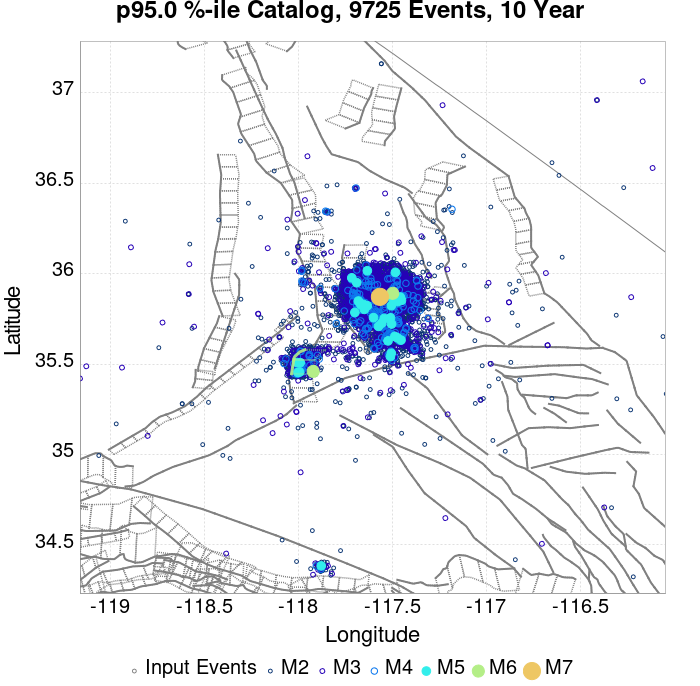 p95.0 %-ile Catalog, 9725 Events, 10 Year
37
36.5
36
35.5
35
34.5
Latitude
-119 -118.5 -118 -117.5 -117 -116.5
Longitude
Input Events M2 M3 M4 M5 M6 M7